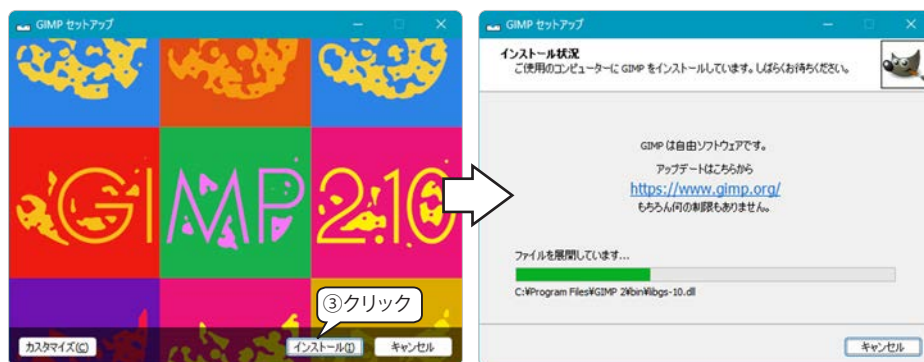 GIMP セットアップ
GIMP 2.10
③クリック
カスタマイズ(C)
インストール(I)
キャンセル
GIMP セットアップ
インストール状況
ご使用のコンピューターに GIMP をインストールしています。しばらくお待ちください。
GIMP は自由ソフトウェアです。
アップデートはこちらから
https://www.gimp.org/
もちろん何の制限もありません。
ファイルを展開しています...
C:¥Program Files¥GIMP 2¥bin¥libgs-10.dll
キャンセル